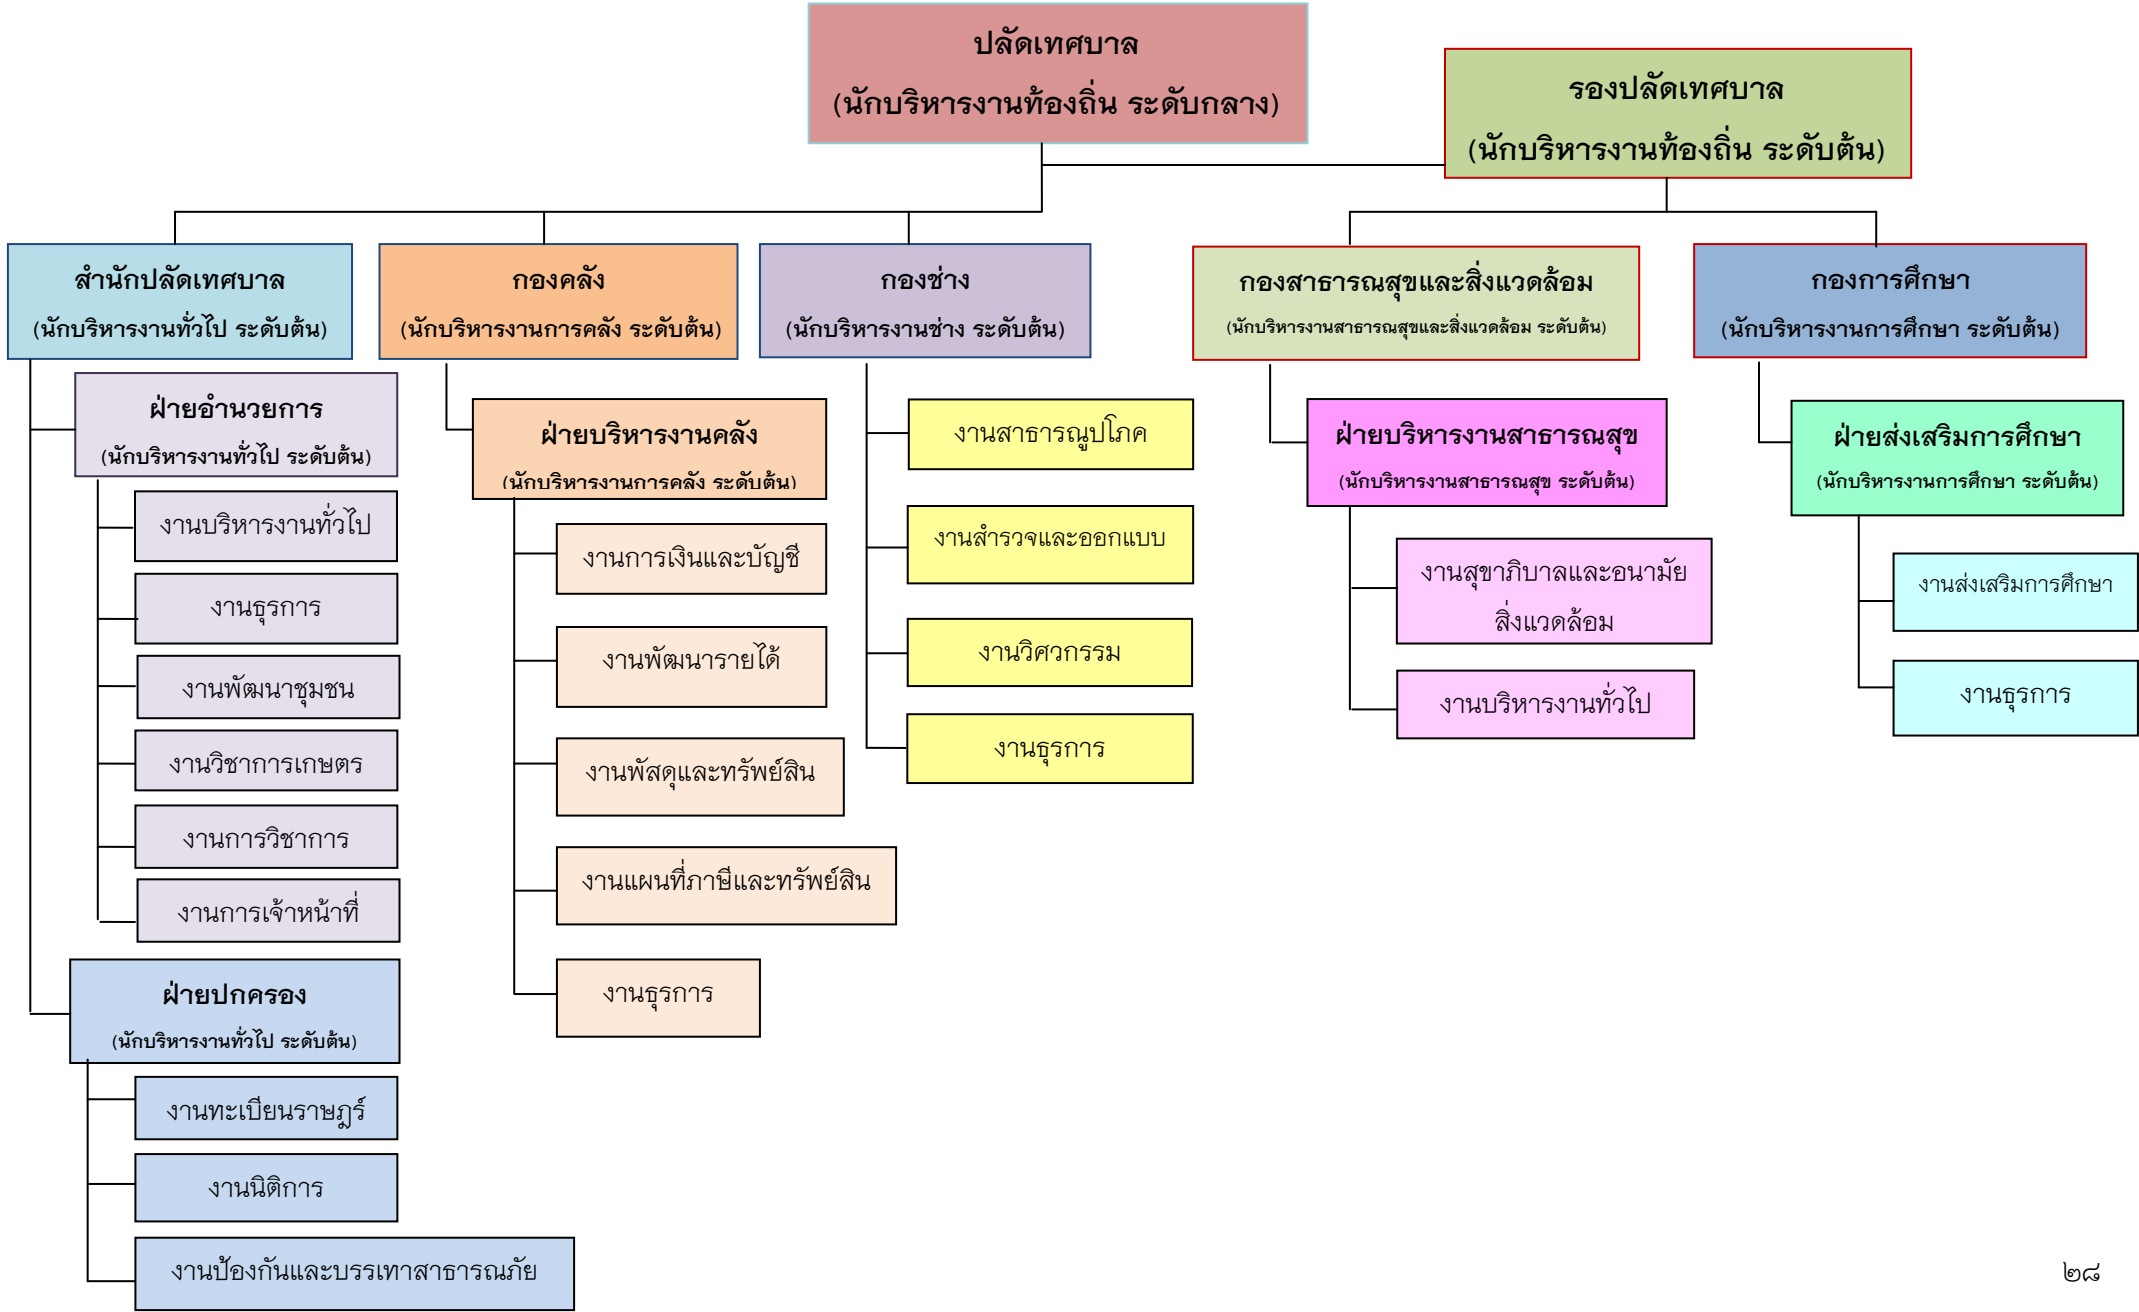 ปลัดเทศบาล
(นักบริหารงานท้องถิ่น ระดับกลาง)
รองปลัดเทศบาล
(นักบริหารงานท้องถิ่น ระดับต้น)
สำนักปลัดเทศบาล
(นักบริหารงานทั่วไป ระดับต้น)
กองคลัง
(นักบริหารงานการคลัง ระดับต้น)
กองช่าง
(นักบริหารงานช่าง ระดับต้น)
กองสาธารณสุขและสิ่งแวดล้อม
(นักบริหารงานสาธารณสุขและสิ่งแวดล้อม ระดับต้น)
กองการศึกษา
(นักบริหารงานการศึกษา ระดับต้น)
ฝ่ายอำนวยการ
(นักบริหารงานทั่วไป ระดับต้น)
งานบริหารงานทั่วไป
งานธุรการ
งานพัฒนาชุมชน
งานวิชาการเกษตร
งานการวิชาการ
งานการเจ้าหน้าที่
ฝ่ายปกครอง
(นักบริหารงานทั่วไป ระดับต้น)
งานทะเบียนราษฎร์
งานนิติการ
งานป้องกันและบรรเทาสาธารณภัย
ฝ่ายบริหารงานคลัง
(นักบริหารงานการคลัง ระดับต้น)
งานการเงินและบัญชี
งานพัฒนารายได้
งานพัสดุและทรัพย์สิน
งานแผนที่ภาษีและทรัพย์สิน
งานธุรการ
งานสาธารณูปโภค
งานสำรวจและออกแบบ
งานวิศวกรรม
งานธุรการ
ฝ่ายบริหารงานสาธารณสุข
(นักบริหารงานสาธารณสุข ระดับต้น)
งานสุขาภิบาลและอนามัย
สิ่งแวดล้อม
งานบริหารงานทั่วไป
ฝ่ายส่งเสริมการศึกษา
(นักบริหารงานการศึกษา ระดับต้น)
งานส่งเสริมการศึกษา
งานธุรการ
๒๘